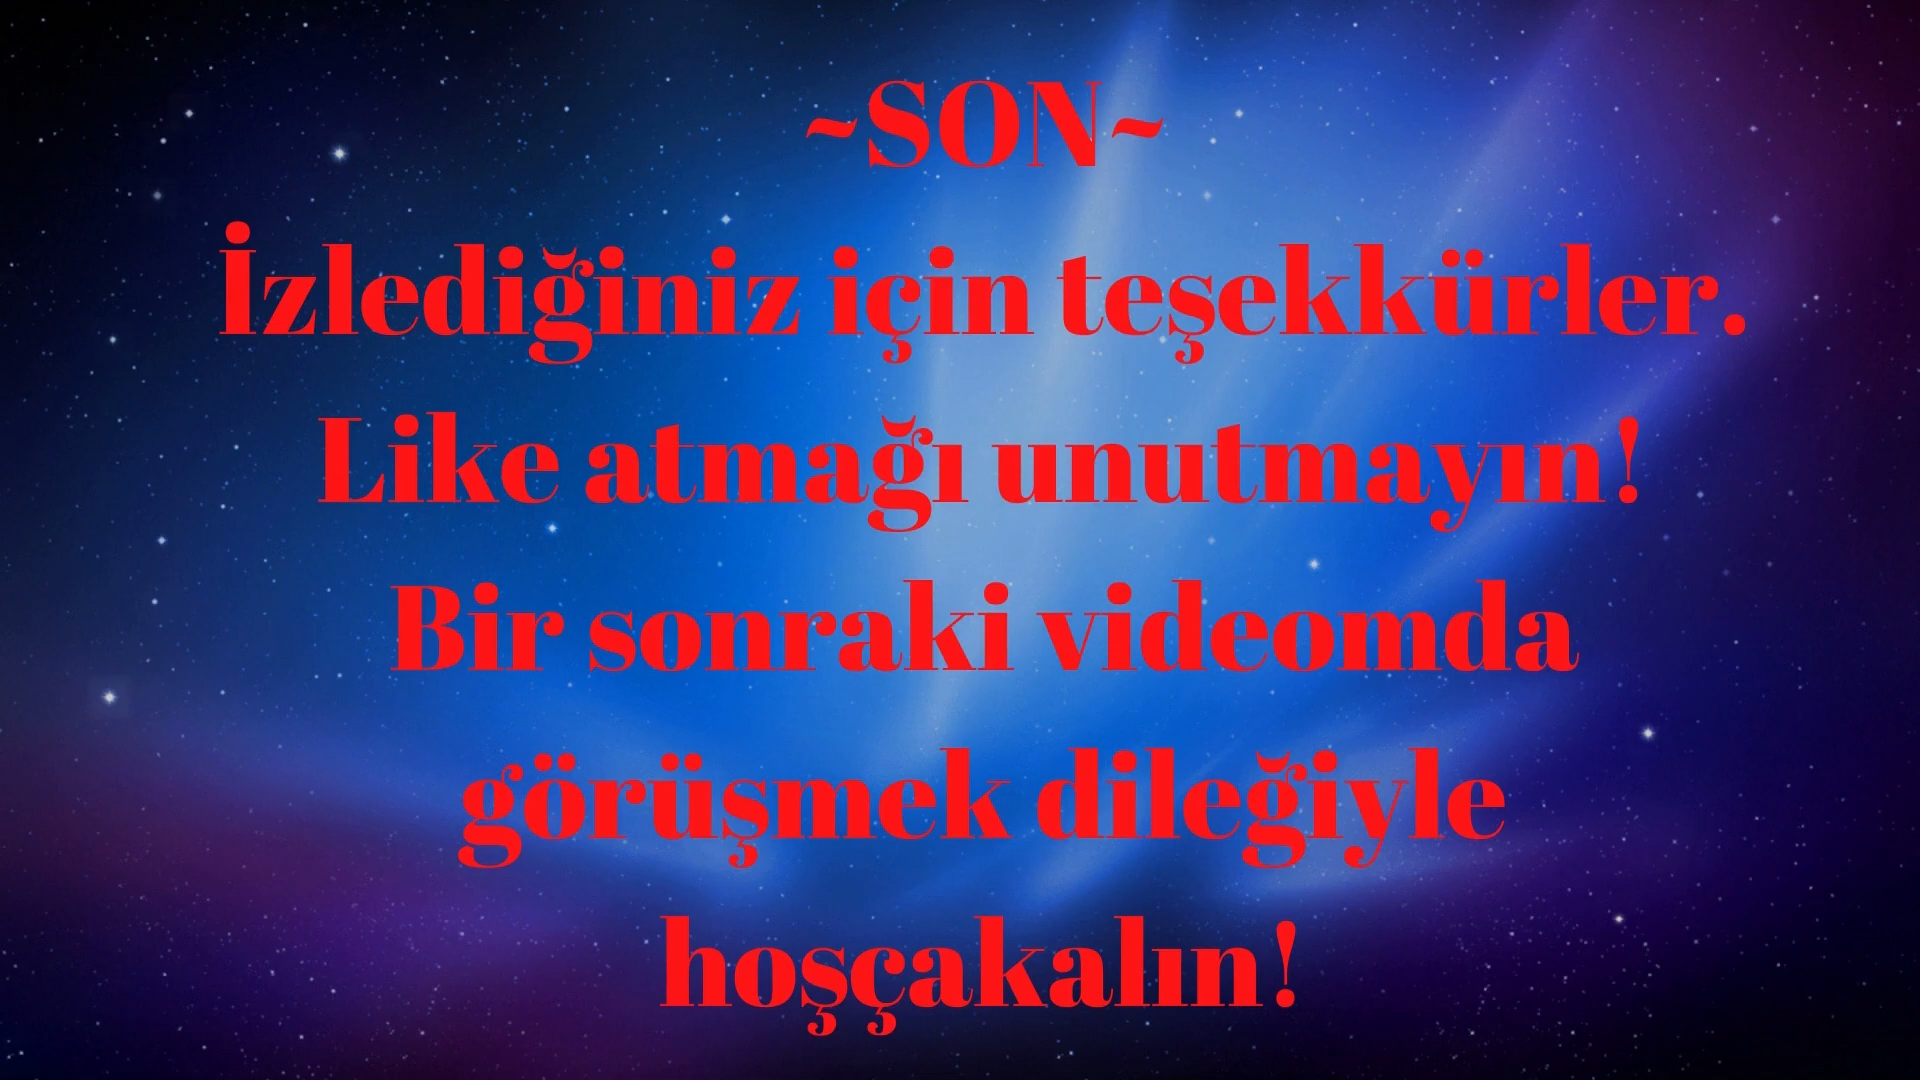 ~SON~
İzlediğiniz için teşekkürler.
Like atmağı unutmayın!
Bir sonraki videomda
görüşmek dileğiyle
hoşçakalın!